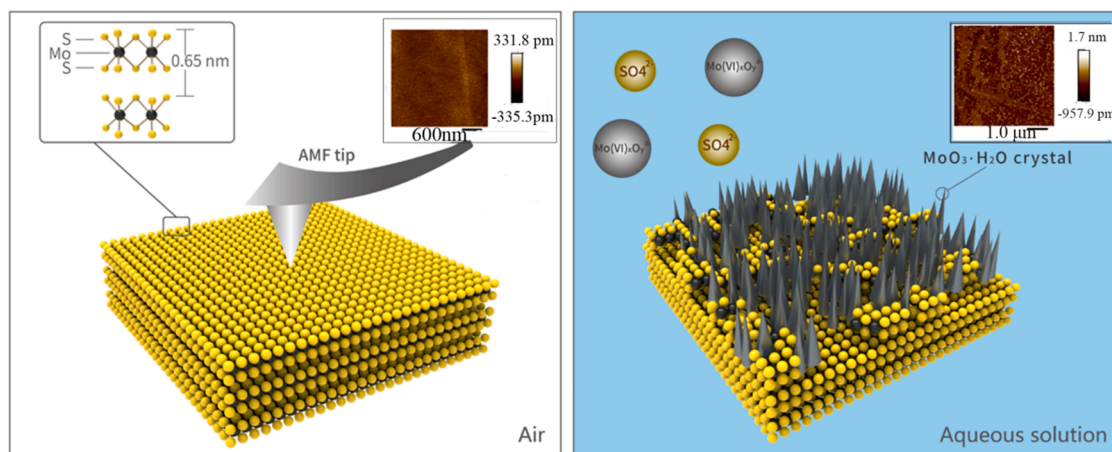 S
Mo
S
0.65 nm
331.8 pm
-335.3pm
600nm
AMF tip
Air
SO4²
Mo(VI)ₓOᵧⁿ⁻
Mo(VI)ₓOᵧⁿ⁻
SO4²
1.7 nm
-957.9 pm
1.0 μm
MoO₃·H₂O crystal
Aqueous solution